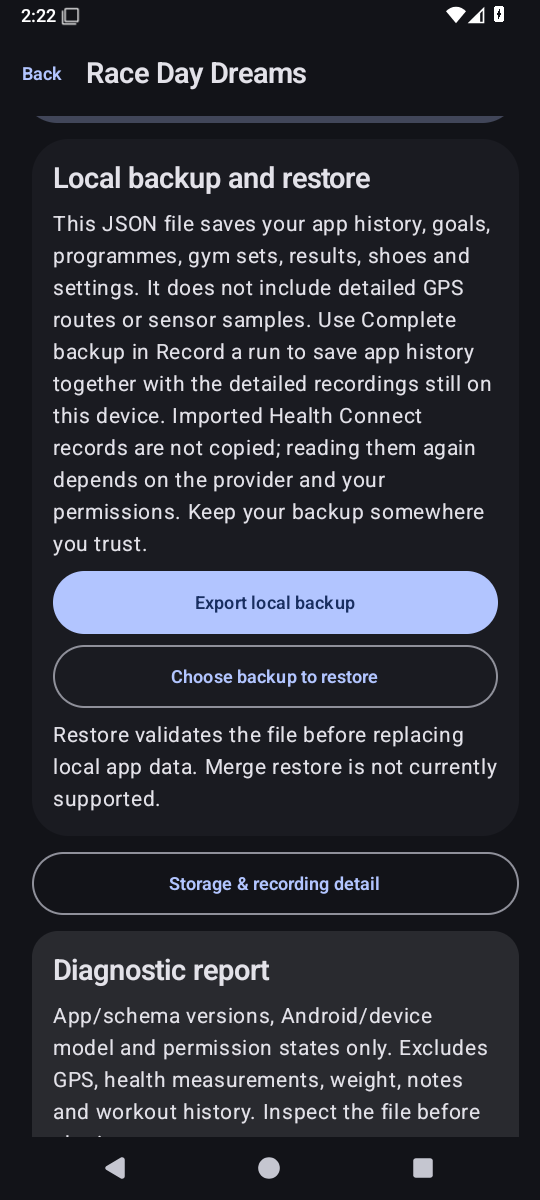 2:22
Back
Race Day Dreams
Local backup and restore
This JSON file saves your app history, goals,
programmes, gym sets, results, shoes and
settings. It does not include detailed GPS
routes or sensor samples. Use Complete
backup in Record a run to save app history
together with the detailed recordings still on
this device. Imported Health Connect
records are not copied; reading them again
depends on the provider and your
permissions. Keep your backup somewhere
you trust.
Export local backup
Choose backup to restore
Restore validates the file before replacing
local app data. Merge restore is not currently
supported.
Storage & recording detail
Diagnostic report
App/schema versions, Android/device
model and permission states only. Excludes
GPS, health measurements, weight, notes
and workout history. Inspect the file before